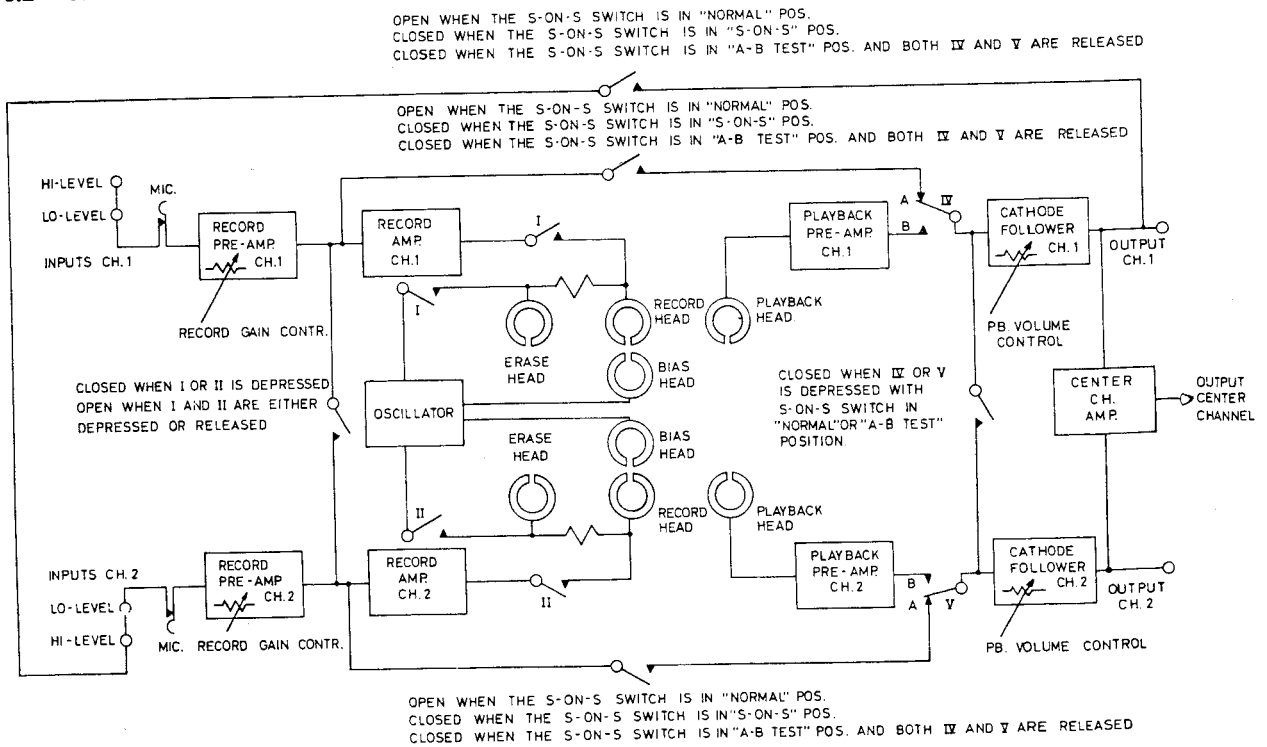 OPEN WHEN THE S-ON-S SWITCH IS IN "NORMAL" POS.
CLOSED WHEN THE S-ON-S SWITCH IS IN "S-ON-S" POS.
CLOSED WHEN THE S-ON-S SWITCH IS IN "A-B TEST" POS. AND BOTH IV AND V ARE RELEASED
OPEN WHEN THE S-ON-S SWITCH IS IN "NORMAL" POS.
CLOSED WHEN THE S-ON-S SWITCH IS IN "S-ON-S" POS.
CLOSED WHEN THE S-ON-S SWITCH IS IN "A-B TEST" POS. AND BOTH IV AND V ARE RELEASED
HI-LEVEL
LO-LEVEL
MIC.
INPUTS CH.1
RECORD
PRE-AMP.
CH.1
RECORD GAIN CONTR.
RECORD
AMP.
CH.1
I
I
ERASE
HEAD
RECORD
HEAD
BIAS
HEAD
PLAYBACK
HEAD.
PLAYBACK
PRE-AMP.
CH.1
A
IV
B
CATHODE
FOLLOWER
CH.1
OUTPUT
CH.1
PB. VOLUME
CONTROL
CLOSED WHEN I OR II IS DEPRESSED
OPEN WHEN I AND II ARE EITHER
DEPRESSED OR RELEASED
OSCILLATOR
CLOSED WHEN IV OR V
IS DEPRESSED WITH
S-ON-S SWITCH IN
"NORMAL" OR "A-B TEST"
POSITION.
CENTER
CH.
AMP.
OUTPUT
CENTER
CHANNEL
ERASE
HEAD
BIAS
HEAD
RECORD
HEAD
PLAYBACK
HEAD
II
II
INPUTS CH.2
LO-LEVEL
HI-LEVEL
MIC.
RECORD
PRE-AMP
CH.2
RECORD GAIN CONTR.
RECORD
AMP.
CH.2
PLAYBACK
PRE-AMP
CH.2
B
A
V
CATHODE
FOLLOWER
CH.2
OUTPUT
CH.2
PB. VOLUME CONTROL
OPEN WHEN THE S-ON-S SWITCH IS IN "NORMAL" POS.
CLOSED WHEN THE S-ON-S SWITCH IS IN "S-ON-S" POS.
CLOSED WHEN THE S-ON-S SWITCH IS IN "A-B TEST" POS. AND BOTH IV AND V ARE RELEASED